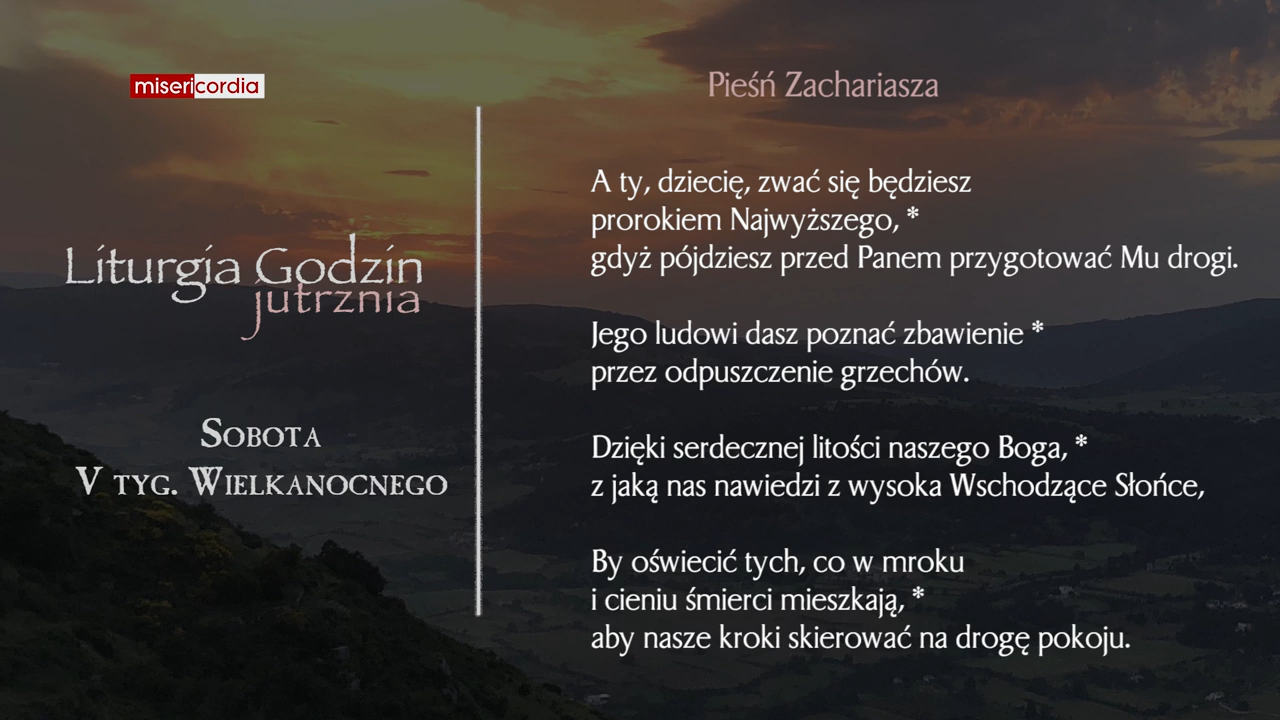 misericordia
Liturgia Godzin
jutrznia
Sobota
V tyg. Wielkanocnego
Pieśń Zachariasza
A ty, dziecię, zwać się będziesz
prorokiem Najwyższego, *
gdyż pójdziesz przed Panem przygotować Mu drogi.
Jego ludowi dasz poznać zbawienie *
przez odpuszczenie grzechów.
Dzięki serdecznej litości naszego Boga, *
z jaką nas nawiedzi z wysoka Wschodzące Słońce,
By oświecić tych, co w mroku
i cieniu śmierci mieszkają, *
aby nasze kroki skierować na drogę pokoju.